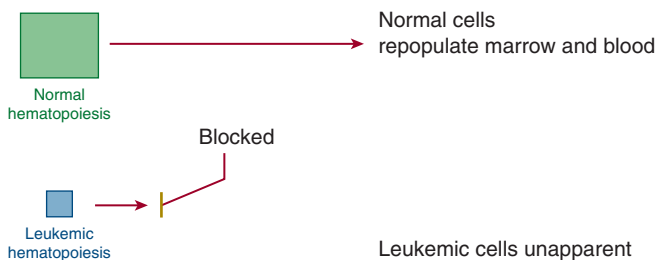 Normal cells
repopulate marrow and blood
Normal
hematopoiesis
Blocked
Leukemic
hematopoiesis
Leukemic cells unapparent